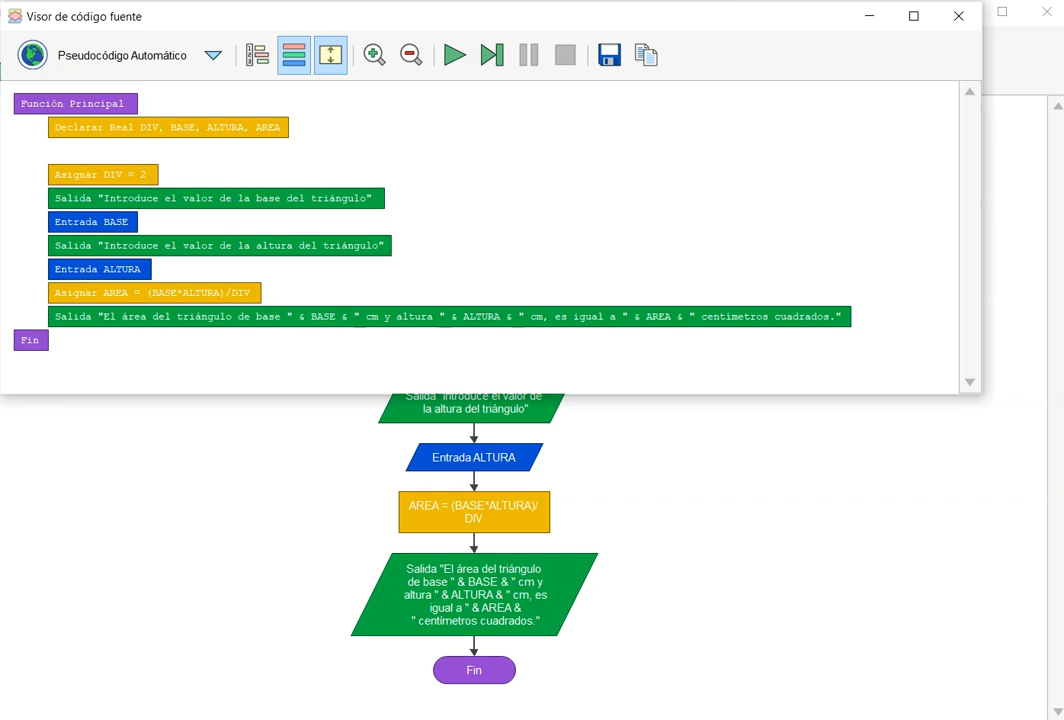 Visor de código fuente
Pseudocódigo Automático
Función Principal
Declarar Real DIV, BASE, ALTURA, AREA
Asignar DIV = 2
Salida "Introduce el valor de la base del triángulo"
Entrada BASE
Salida "Introduce el valor de la altura del triángulo"
Entrada ALTURA
Asignar AREA = (BASE*ALTURA)/DIV
Salida "El área del triángulo de base " & BASE & " cm y altura " & ALTURA & " cm, es igual a " & AREA & " centímetros cuadrados."
Fin
Salida "Introduce el valor de
la altura del triángulo"
Entrada ALTURA
AREA = (BASE*ALTURA)/
DIV
Salida "El área del triángulo
de base " & BASE & " cm y
altura " & ALTURA & " cm, es
igual a " & AREA &
" centímetros cuadrados."
Fin